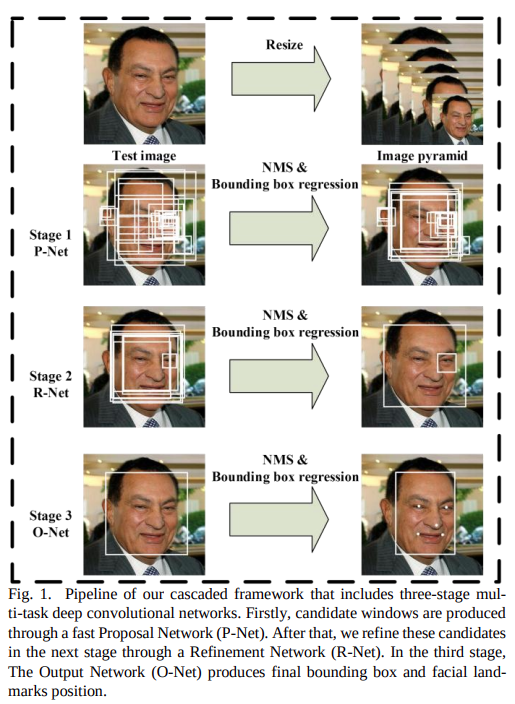 Resize
Test image
Image pyramid
NMS &
Bounding box regression
Stage 1
P-Net
NMS &
Bounding box regression
Stage 2
R-Net
NMS &
Bounding box regression
Stage 3
O-Net
Fig. 1. Pipeline of our cascaded framework that includes three-stage mul-
ti-task deep convolutional networks. Firstly, candidate windows are produced
through a fast Proposal Network (P-Net). After that, we refine these candidates
in the next stage through a Refinement Network (R-Net). In the third stage,
The Output Network (O-Net) produces final bounding box and facial land-
marks position.